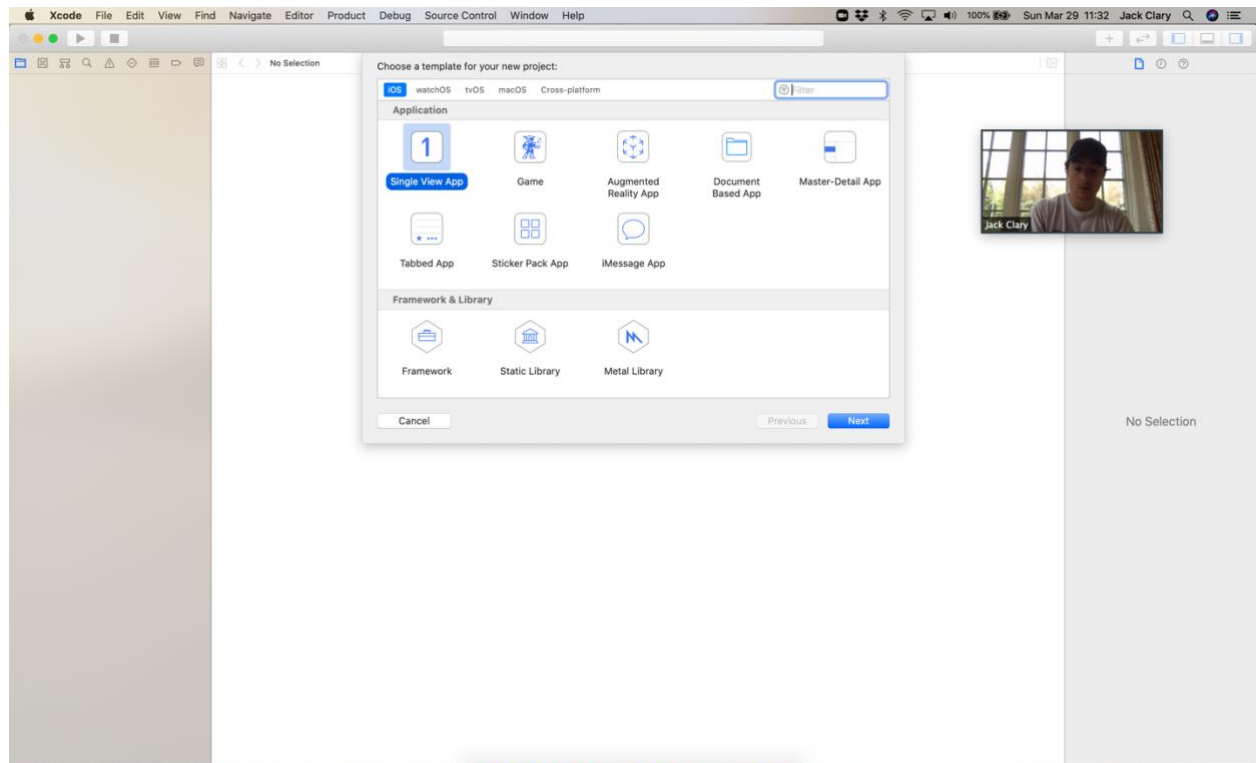 Xcode File Edit View Find Navigate Editor Product Debug Source Control Window Help 100% Sun Mar 29 11:32 Jack Clary
No Selection
Choose a template for your new project:
iOS watchOS tvOS macOS Cross-platform Filter
Application
1
Single View App Game Augmented Reality App Document Based App Master-Detail App
Jack Clary
Tabbed App Sticker Pack App iMessage App
Framework & Library
Framework Static Library Metal Library
Cancel Previous Next
No Selection